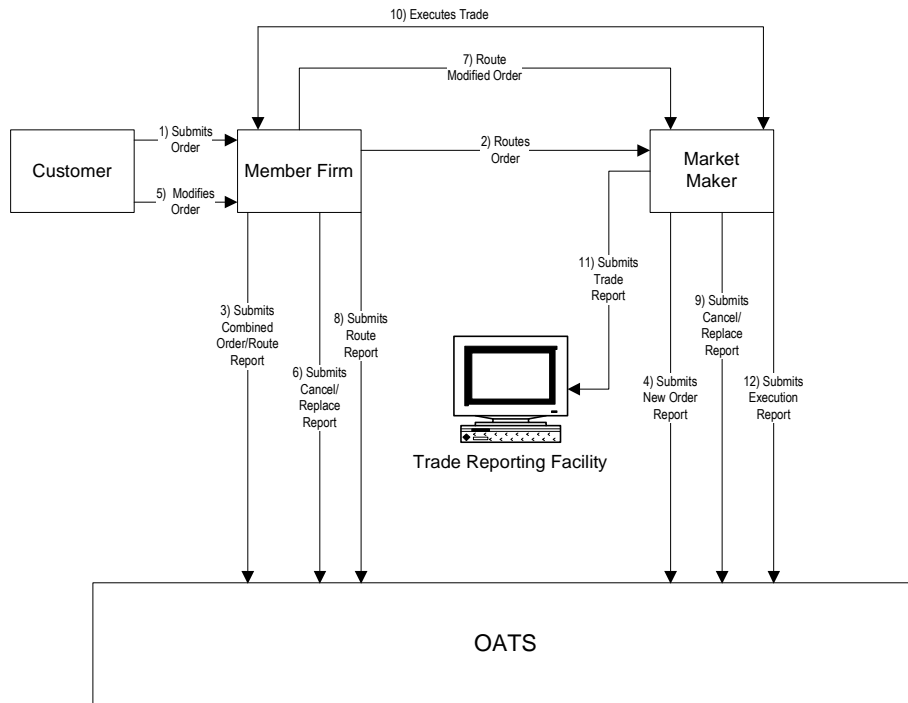 10) Executes Trade
7) Route
Modified Order
1) Submits
Order
2) Routes
Order
Customer
Member Firm
Market
Maker
5) Modifies
Order
11) Submits
Trade
Report
3) Submits
Combined
Order/Route
Report
8) Submits
Route
Report
9) Submits
Cancel/
Replace
Report
6) Submits
Cancel/
Replace
Report
4) Submits
New Order
Report
12) Submits
Execution
Report
Trade Reporting Facility
OATS